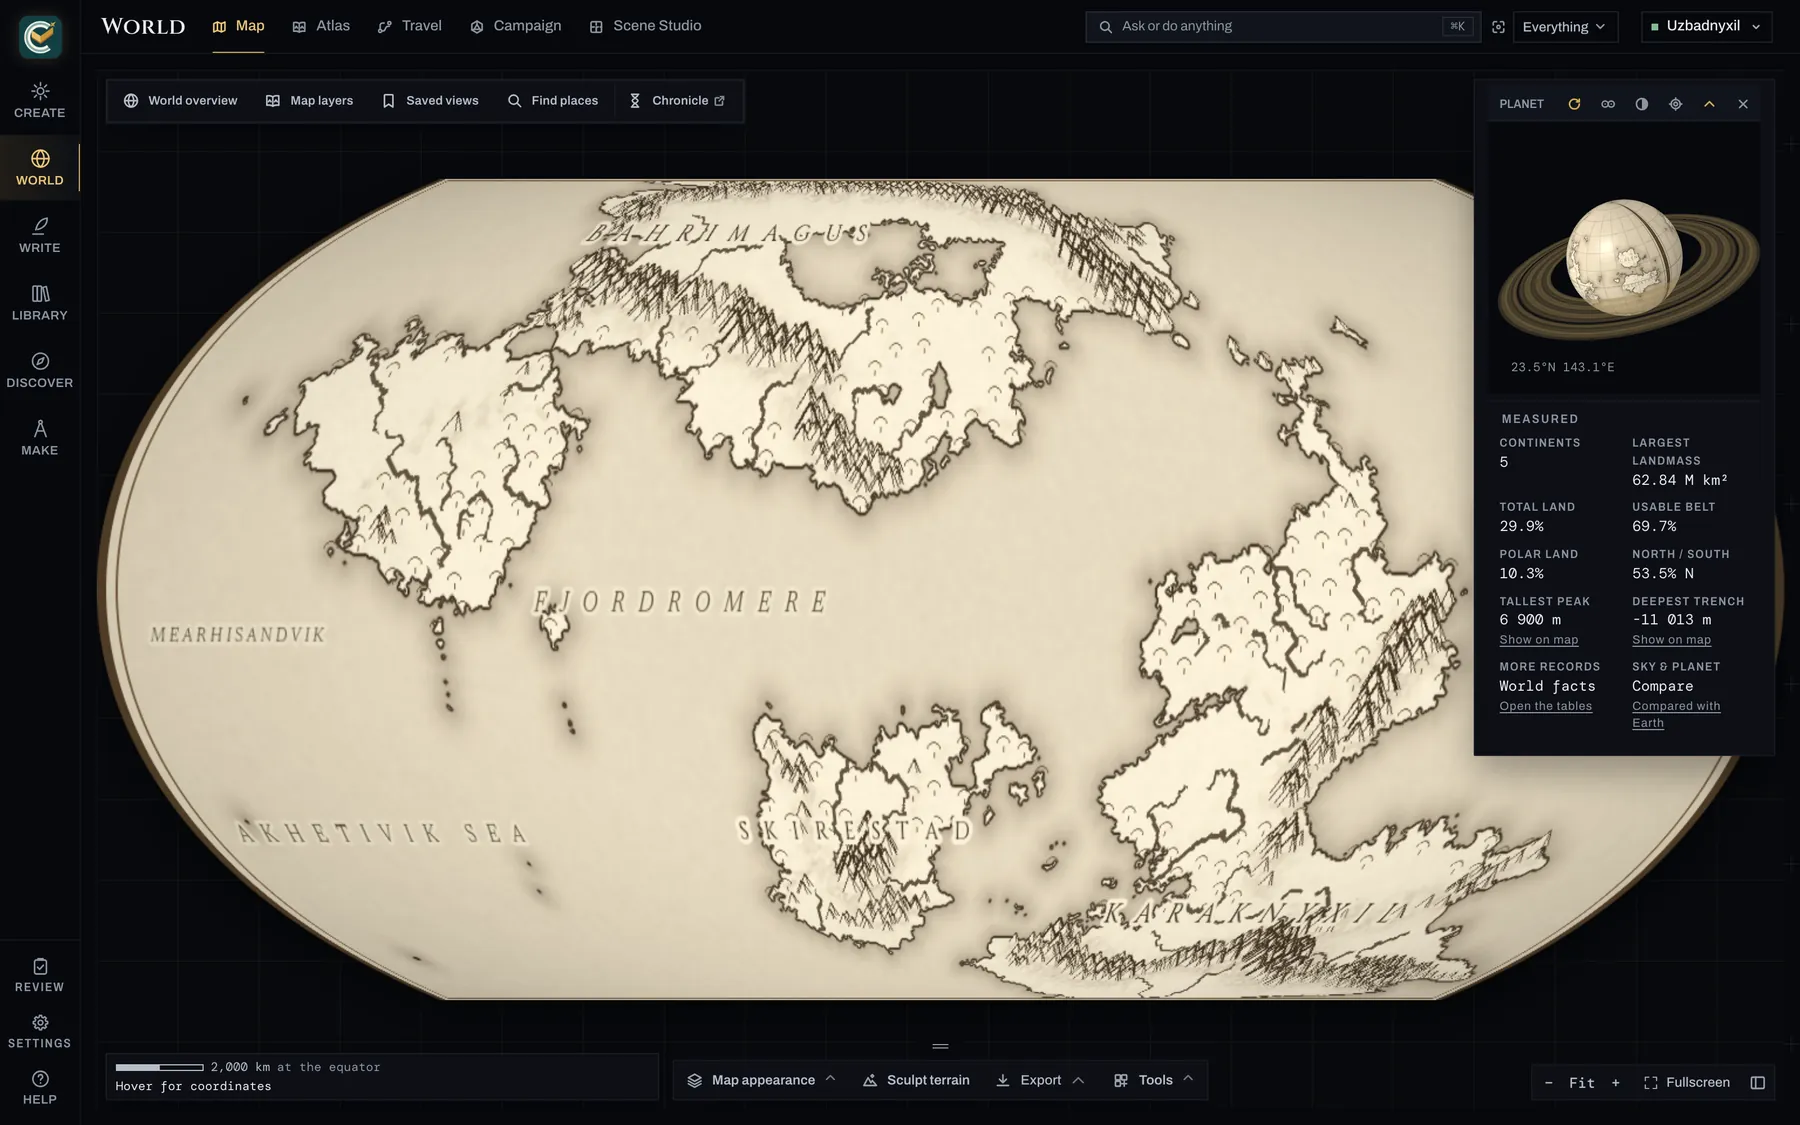 WORLD
Map
Atlas
Travel
Campaign
Scene Studio
Ask or do anything
⌘K
Everything
Uzbadnyxil
CREATE
WORLD
WRITE
LIBRARY
DISCOVER
MAKE
REVIEW
SETTINGS
HELP
World overview
Map layers
Saved views
Find places
Chronicle
BAHRIMAGUS
FJORDROMERE
MEARHISANDVIK
AKHETIVIK SEA
SKIRESTAD
KARAKNYXIL
PLANET
23.5°N 143.1°E
MEASURED
CONTINENTS
5
LARGEST
LANDMASS
62.84 M km²
TOTAL LAND
29.9%
USABLE BELT
69.7%
POLAR LAND
10.3%
NORTH / SOUTH
53.5% N
TALLEST PEAK
6 900 m
Show on map
DEEPEST TRENCH
-11 013 m
Show on map
MORE RECORDS
World facts
Open the tables
SKY & PLANET
Compare
Compared with
Earth
2,000 km at the equator
Hover for coordinates
Map appearance
Sculpt terrain
Export
Tools
− Fit +
Fullscreen